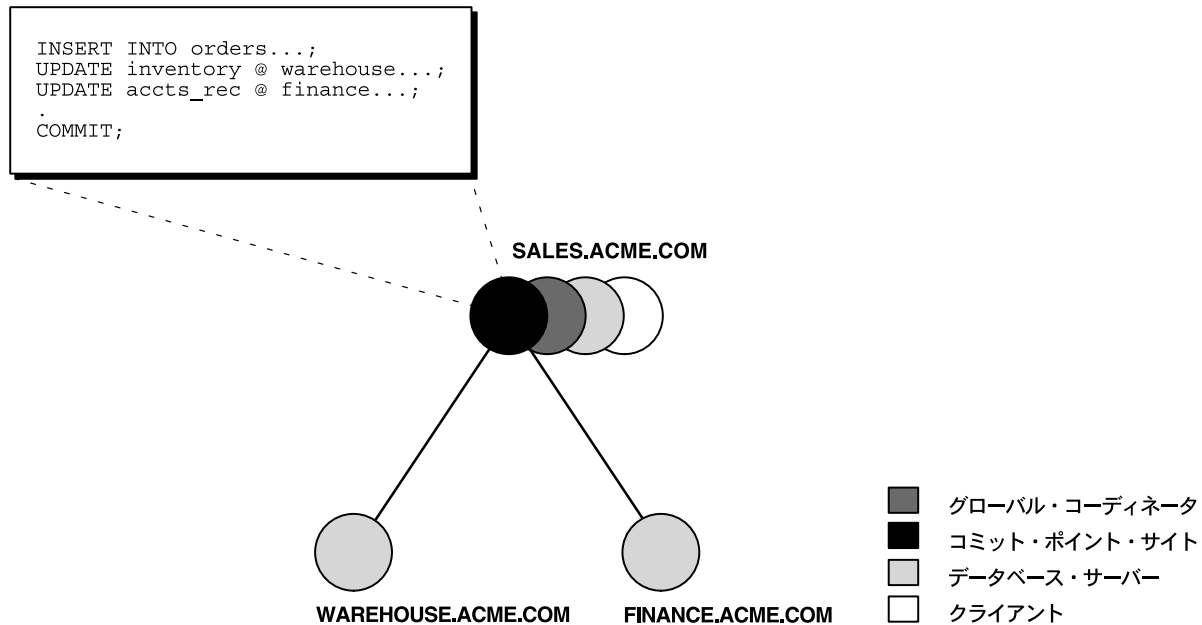 INSERT INTO orders...;
UPDATE inventory @ warehouse...;
UPDATE accts_rec @ finance...;
.
COMMIT;
SALES.ACME.COM
WAREHOUSE.ACME.COM
FINANCE.ACME.COM
グローバル・コーディネータ
コミット・ポイント・サイト
データベース・サーバー
クライアント